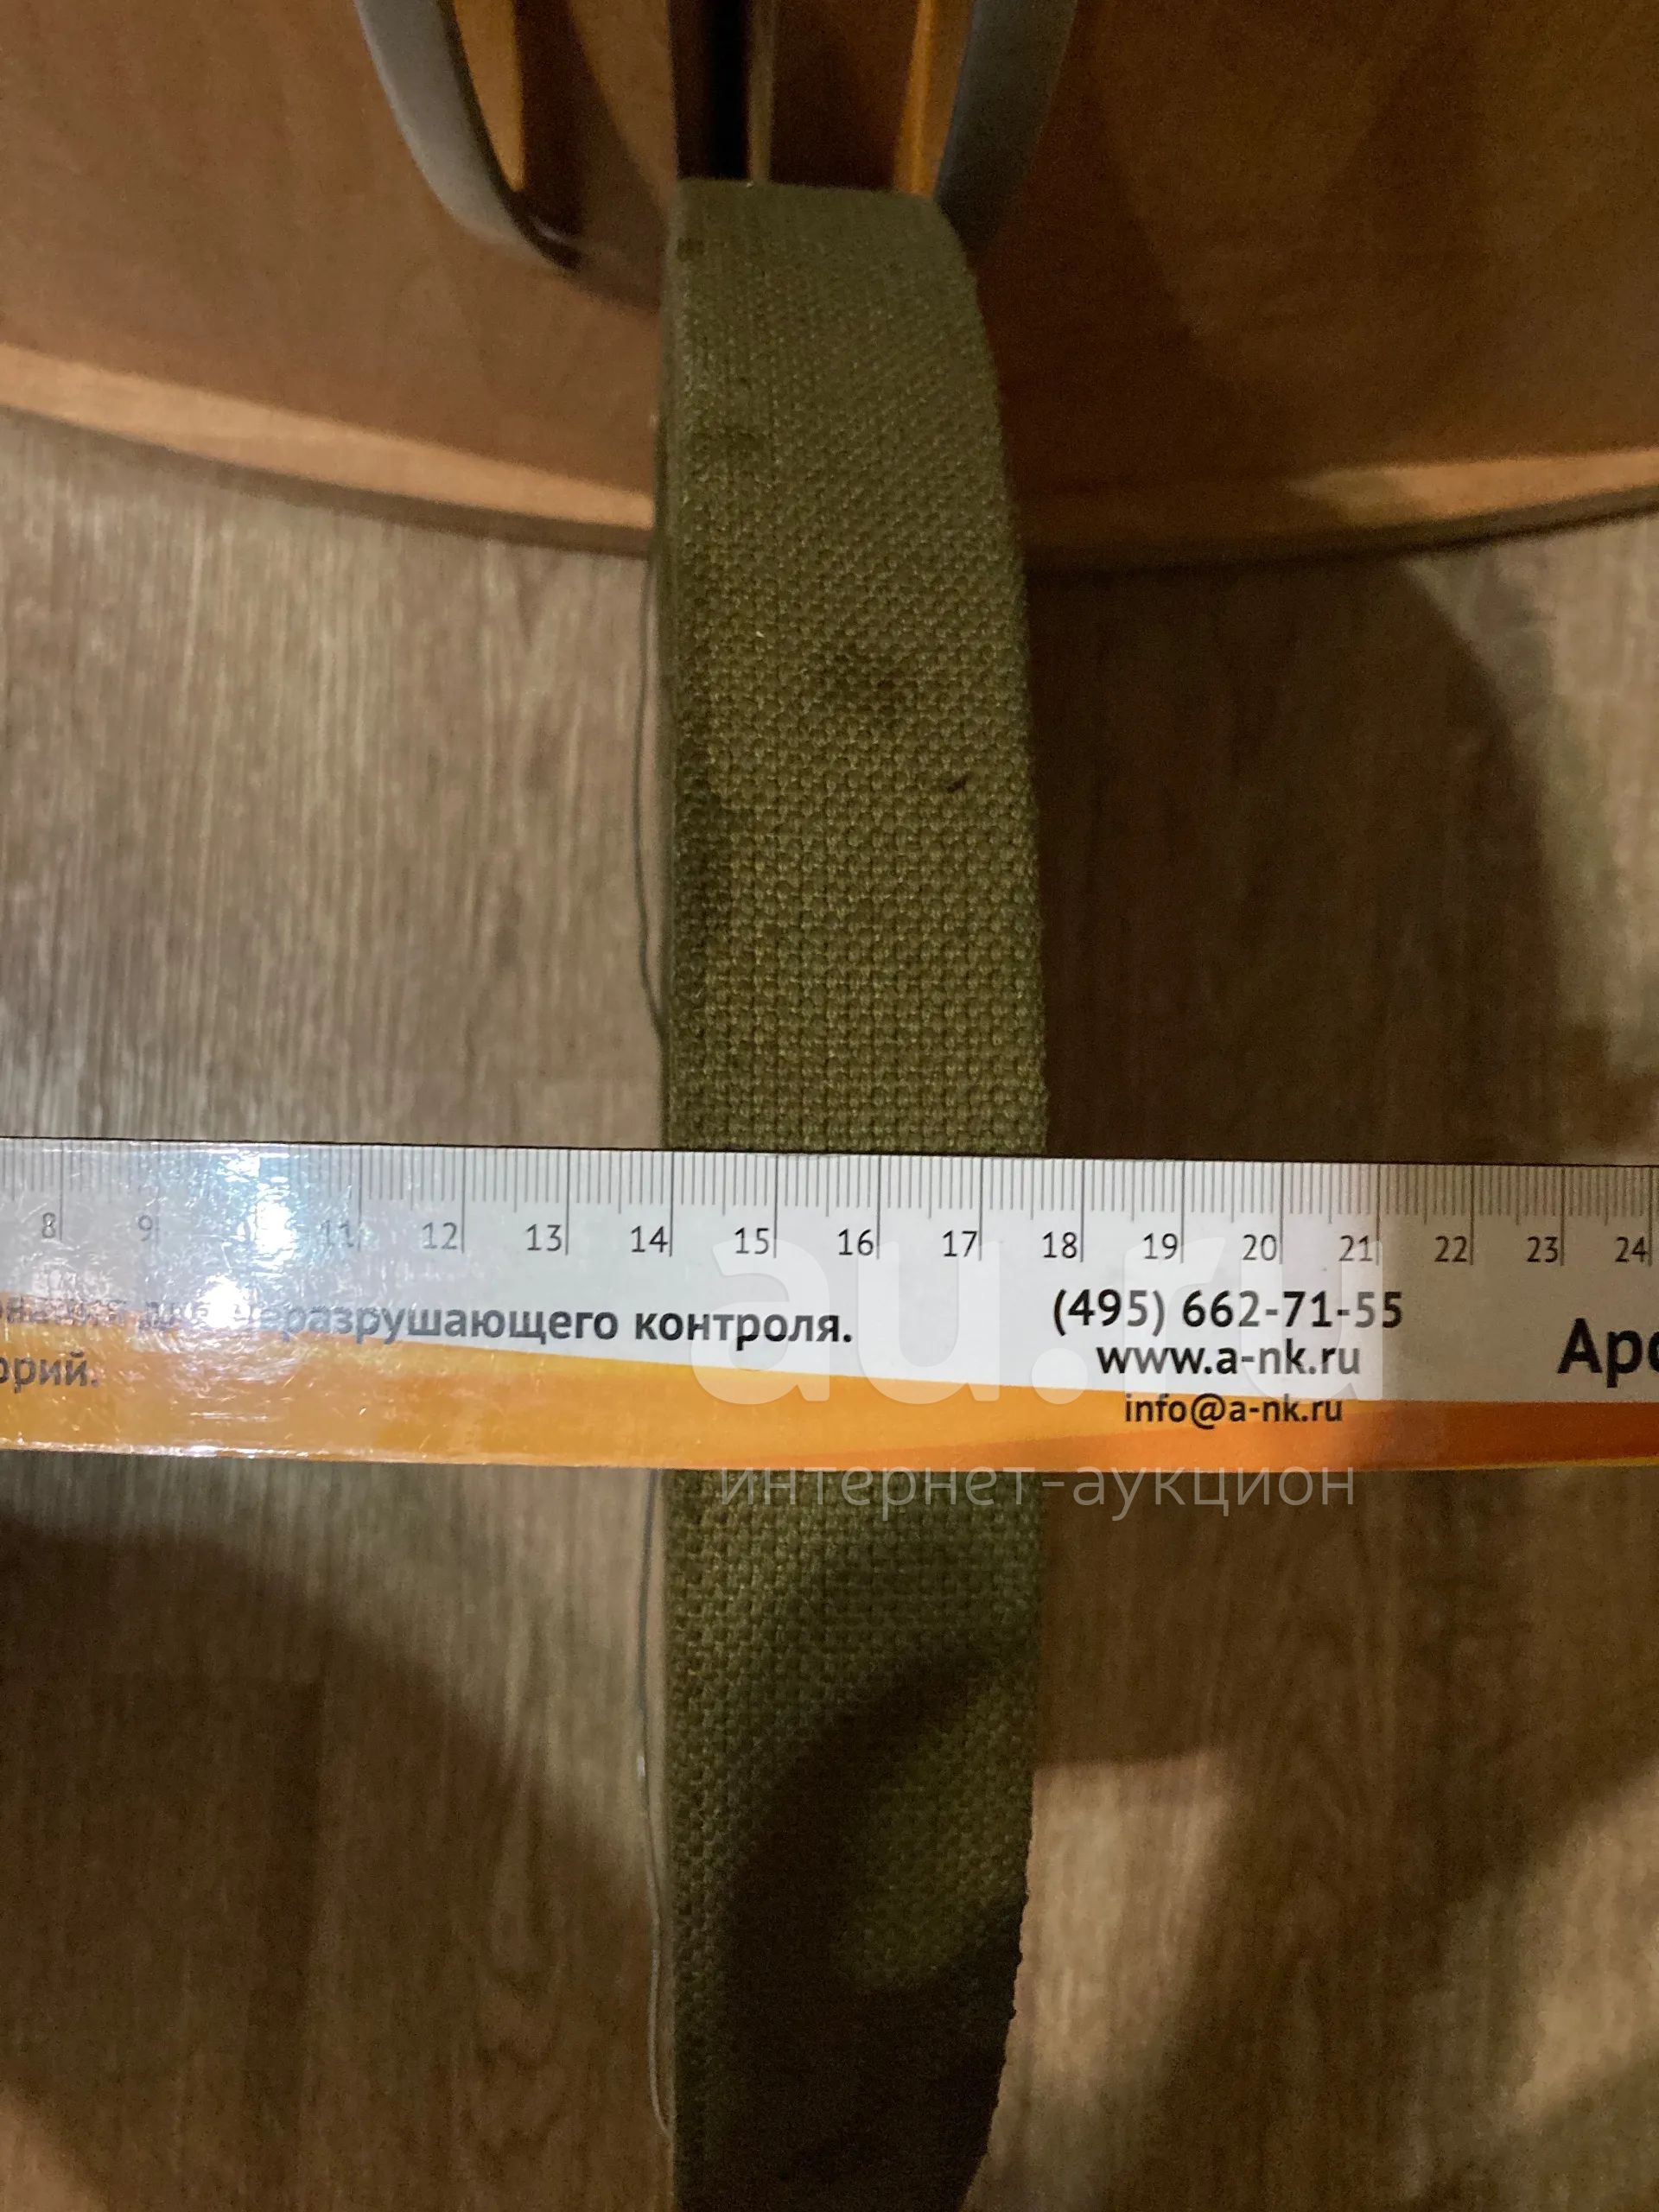 8 9 11 12 13 14 15 16 17 18 19 20 21 22 23 24
неразрушающего контроля.
(495) 662-71-55
www.a-nk.ru
info@a-nk.ru
au.ru
интернет-аукцион